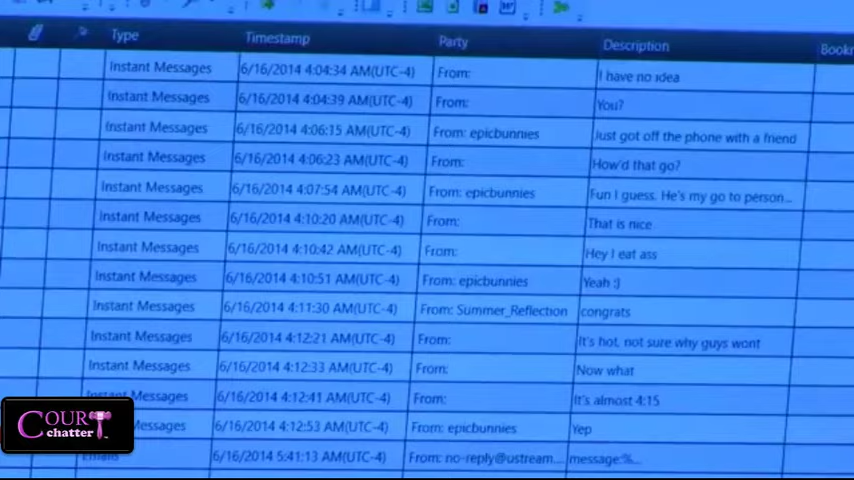 Type Timestamp Party Description
Instant Messages 6/16/2014 4:04:34 AM(UTC-4) From: I have no idea
Instant Messages 6/16/2014 4:04:39 AM(UTC-4) From: You?
Instant Messages 6/16/2014 4:06:15 AM(UTC-4) From: epicbunnies Just got off the phone with a friend
Instant Messages 6/16/2014 4:06:23 AM(UTC-4) From: How'd that go?
Instant Messages 6/16/2014 4:07:54 AM(UTC-4) From: epicbunnies Fun I guess. He's my go to person...
Instant Messages 6/16/2014 4:10:20 AM(UTC-4) From: That is nice
Instant Messages 6/16/2014 4:10:42 AM(UTC-4) From: Hey I eat ass
Instant Messages 6/16/2014 4:10:51 AM(UTC-4) From: epicbunnies Yeah :)
Instant Messages 6/16/2014 4:11:30 AM(UTC-4) From: Summer_Reflection congrats
Instant Messages 6/16/2014 4:12:21 AM(UTC-4) From: It's hot, not sure why guys wont
Instant Messages 6/16/2014 4:12:33 AM(UTC-4) From: Now what
Messages 6/16/2014 4:12:41 AM(UTC-4) From: It's almost 4:15
Messages 6/16/2014 4:12:53 AM(UTC-4) From: epicbunnies Yep
6/16/2014 5:41:13 AM(UTC-4) From: no-reply@ustream.... message:%...
COURT
chatter